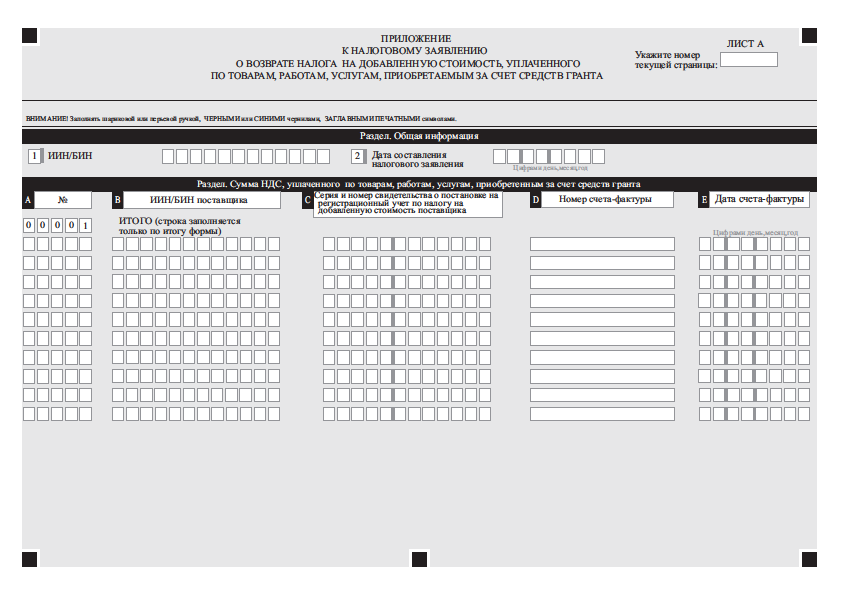 ПРИЛОЖЕНИЕ
К НАЛОГОВОМУ ЗАЯВЛЕНИЮ
О ВОЗВРАТЕ НАЛОГА НА ДОБАВЛЕННУЮ СТОИМОСТЬ, УПЛАЧЕННОГО
ПО ТОВАРАМ, РАБОТАМ, УСЛУГАМ, ПРИОБРЕТАЕМЫМ ЗА СЧЕТ СРЕДСТВ ГРАНТА
ЛИСТ А
Укажите номер
текущей страницы:
ВНИМАНИЕ! Заполнять шариковой или перьевой ручкой, ЧЕРНЫМИ или СИНИМИ чернилами, ЗАГЛАВНЫМИ ПЕЧАТНЫМИ символами.
Раздел. Общая информация
1 ИИН/БИН
2 Дата составления
налогового заявления
Цифрами день,месяц,год
Раздел. Сумма НДС, уплаченного по товарам, работам, услугам, приобретенным за счет средств гранта
A №
B ИИН/БИН поставщика
C Серия и номер свидетельства о постановке на
регистрационный учет по налогу на
добавленную стоимость поставщика
D Номер счета-фактуры
E Дата счета-фактуры
0 0 0 0 1
ИТОГО (строка заполняется
только по итогу формы)
Цифрами день,месяц,год